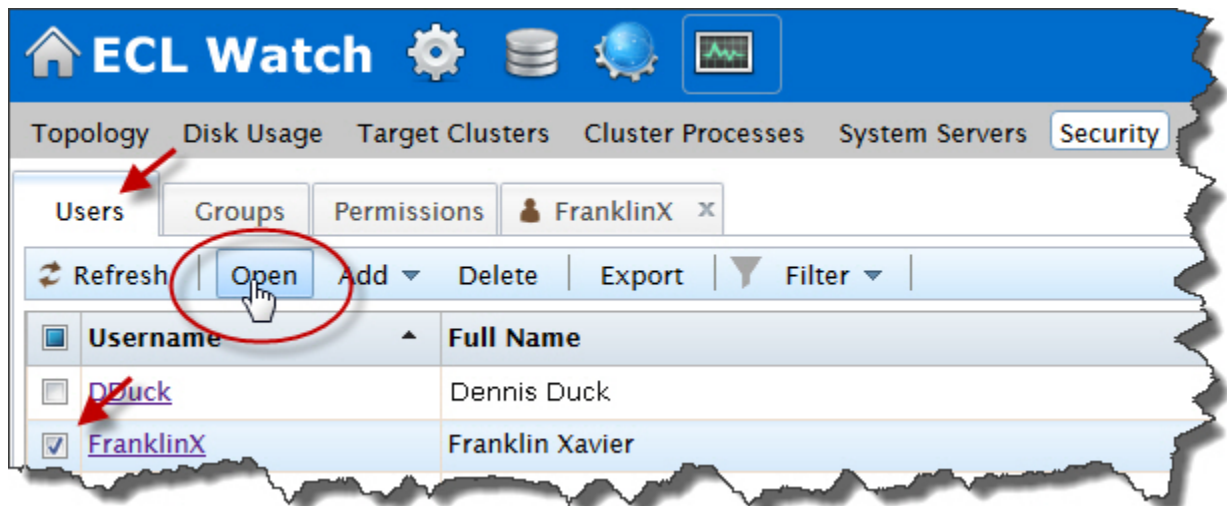 ECL Watch
Topology Disk Usage Target Clusters Cluster Processes System Servers Security
Users Groups Permissions FranklinX x
Refresh Open Add Delete Export Filter
Username Full Name
DDuck Dennis Duck
FranklinX Franklin Xavier